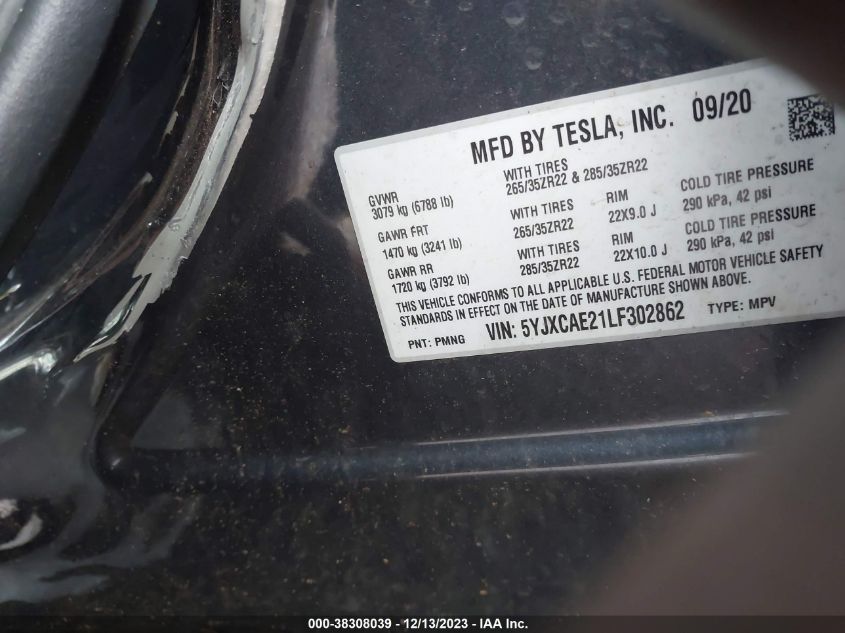 MFD BY TESLA, INC. 09/20
GVWR WITH TIRES
3079 kg (6788 lb) 265/35ZR22 & 285/35ZR22
GAWR FRT WITH TIRES RIM COLD TIRE PRESSURE
1470 kg (3241 lb) 265/35ZR22 22X9.0 J 290 kPa, 42 psi
GAWR RR WITH TIRES RIM COLD TIRE PRESSURE
1720 kg (3792 lb) 285/35ZR22 22X10.0 J 290 kPa, 42 psi
THIS VEHICLE CONFORMS TO ALL APPLICABLE U.S. FEDERAL MOTOR VEHICLE SAFETY
STANDARDS IN EFFECT ON THE DATE OF MANUFACTURE SHOWN ABOVE.
PNT: PMNG VIN: 5YJXCAE21LF302862 TYPE: MPV
000-38308039 - 12/13/2023 - IAA Inc.